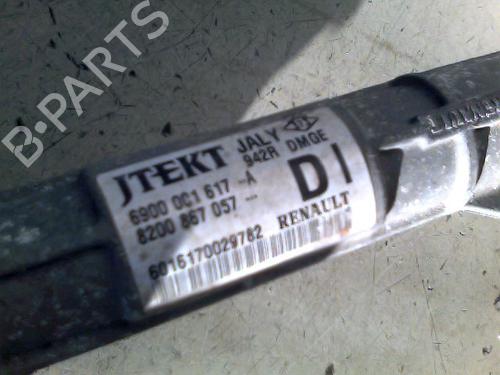 B-PARTS
JTEKT JALY
942R DMGE
6900 0C1 617 -A
8200 867 057 --
DI
RENAULT
6016170029782